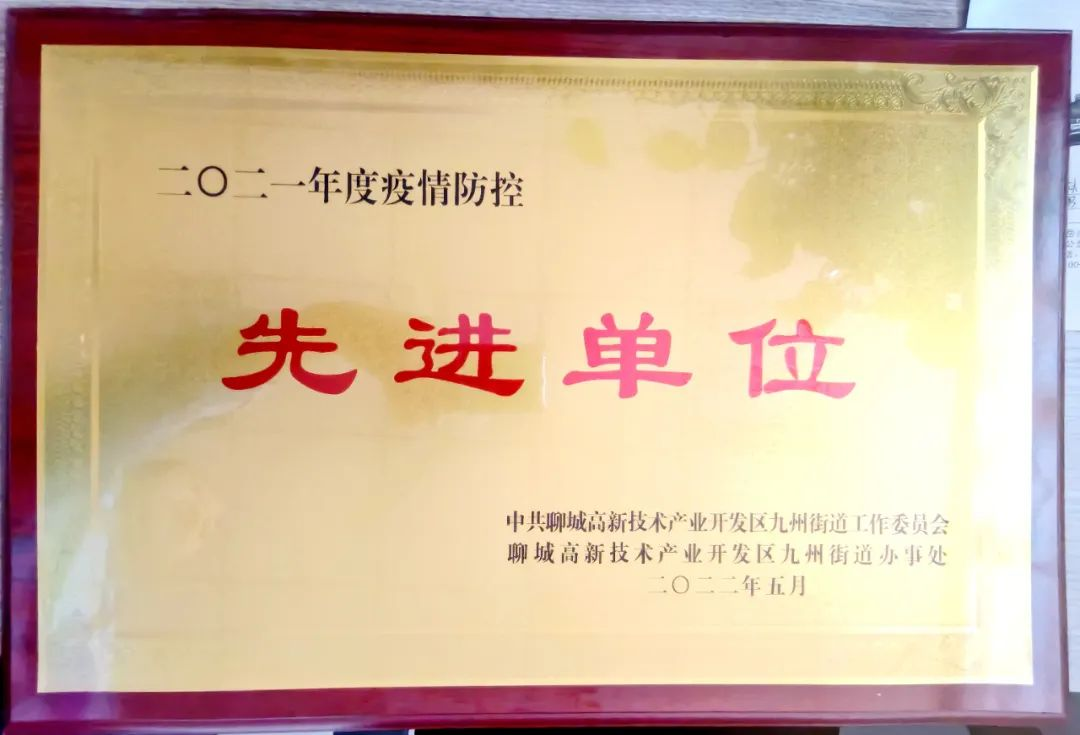 二〇二一年度疫情防控
先进单位
中共聊城高新技术产业开发区九州街道工作委员会
聊城高新技术产业开发区九州街道办事处
二〇二二年五月